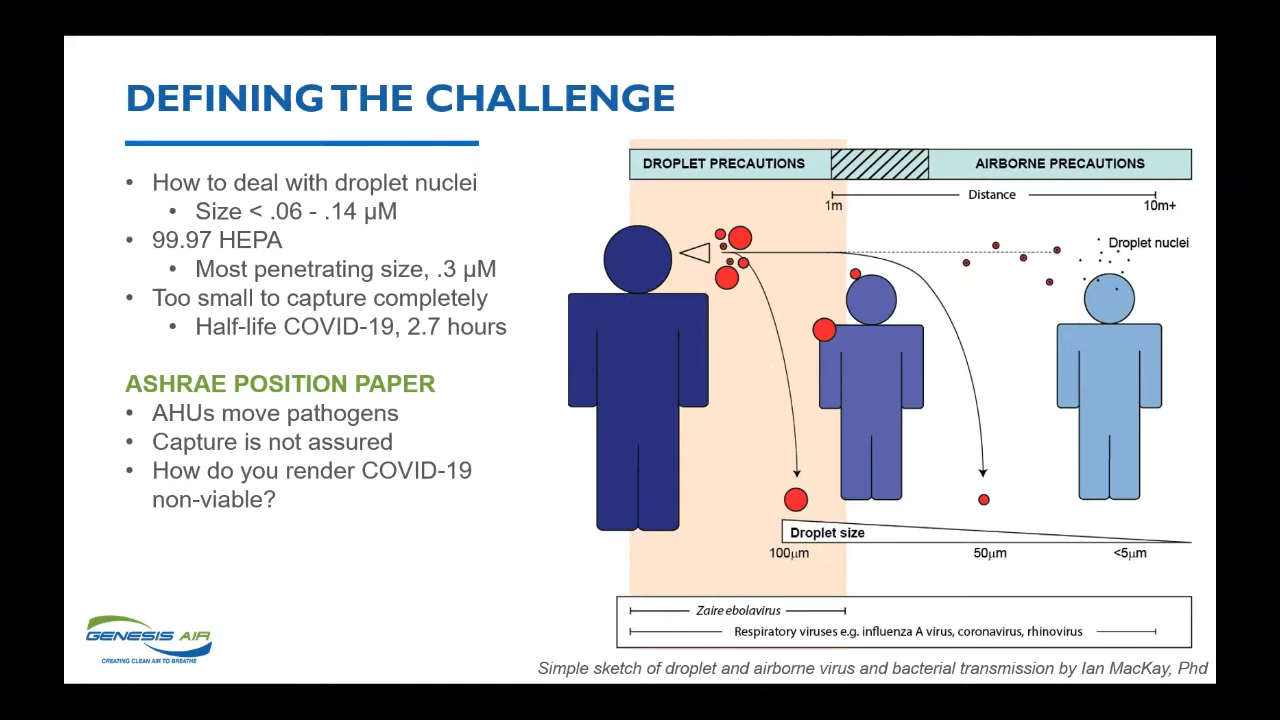 DEFINING THE CHALLENGE
• How to deal with droplet nuclei
• Size < .06 - .14 µM
• 99.97 HEPA
• Most penetrating size, .3 µM
• Too small to capture completely
• Half-life COVID-19, 2.7 hours
ASHRAE POSITION PAPER
• AHUs move pathogens
• Capture is not assured
• How do you render COVID-19
non-viable?
GENESIS AIR
CREATING CLEAN AIR TO BREATHE
DROPLET PRECAUTIONS
AIRBORNE PRECAUTIONS
Distance
1m
10m+
Droplet nuclei
Droplet size
100µm
50µm
<5µm
Zaire ebolavirus
Respiratory viruses e.g. influenza A virus, coronavirus, rhinovirus
Simple sketch of droplet and airborne virus and bacterial transmission by Ian MacKay, Phd